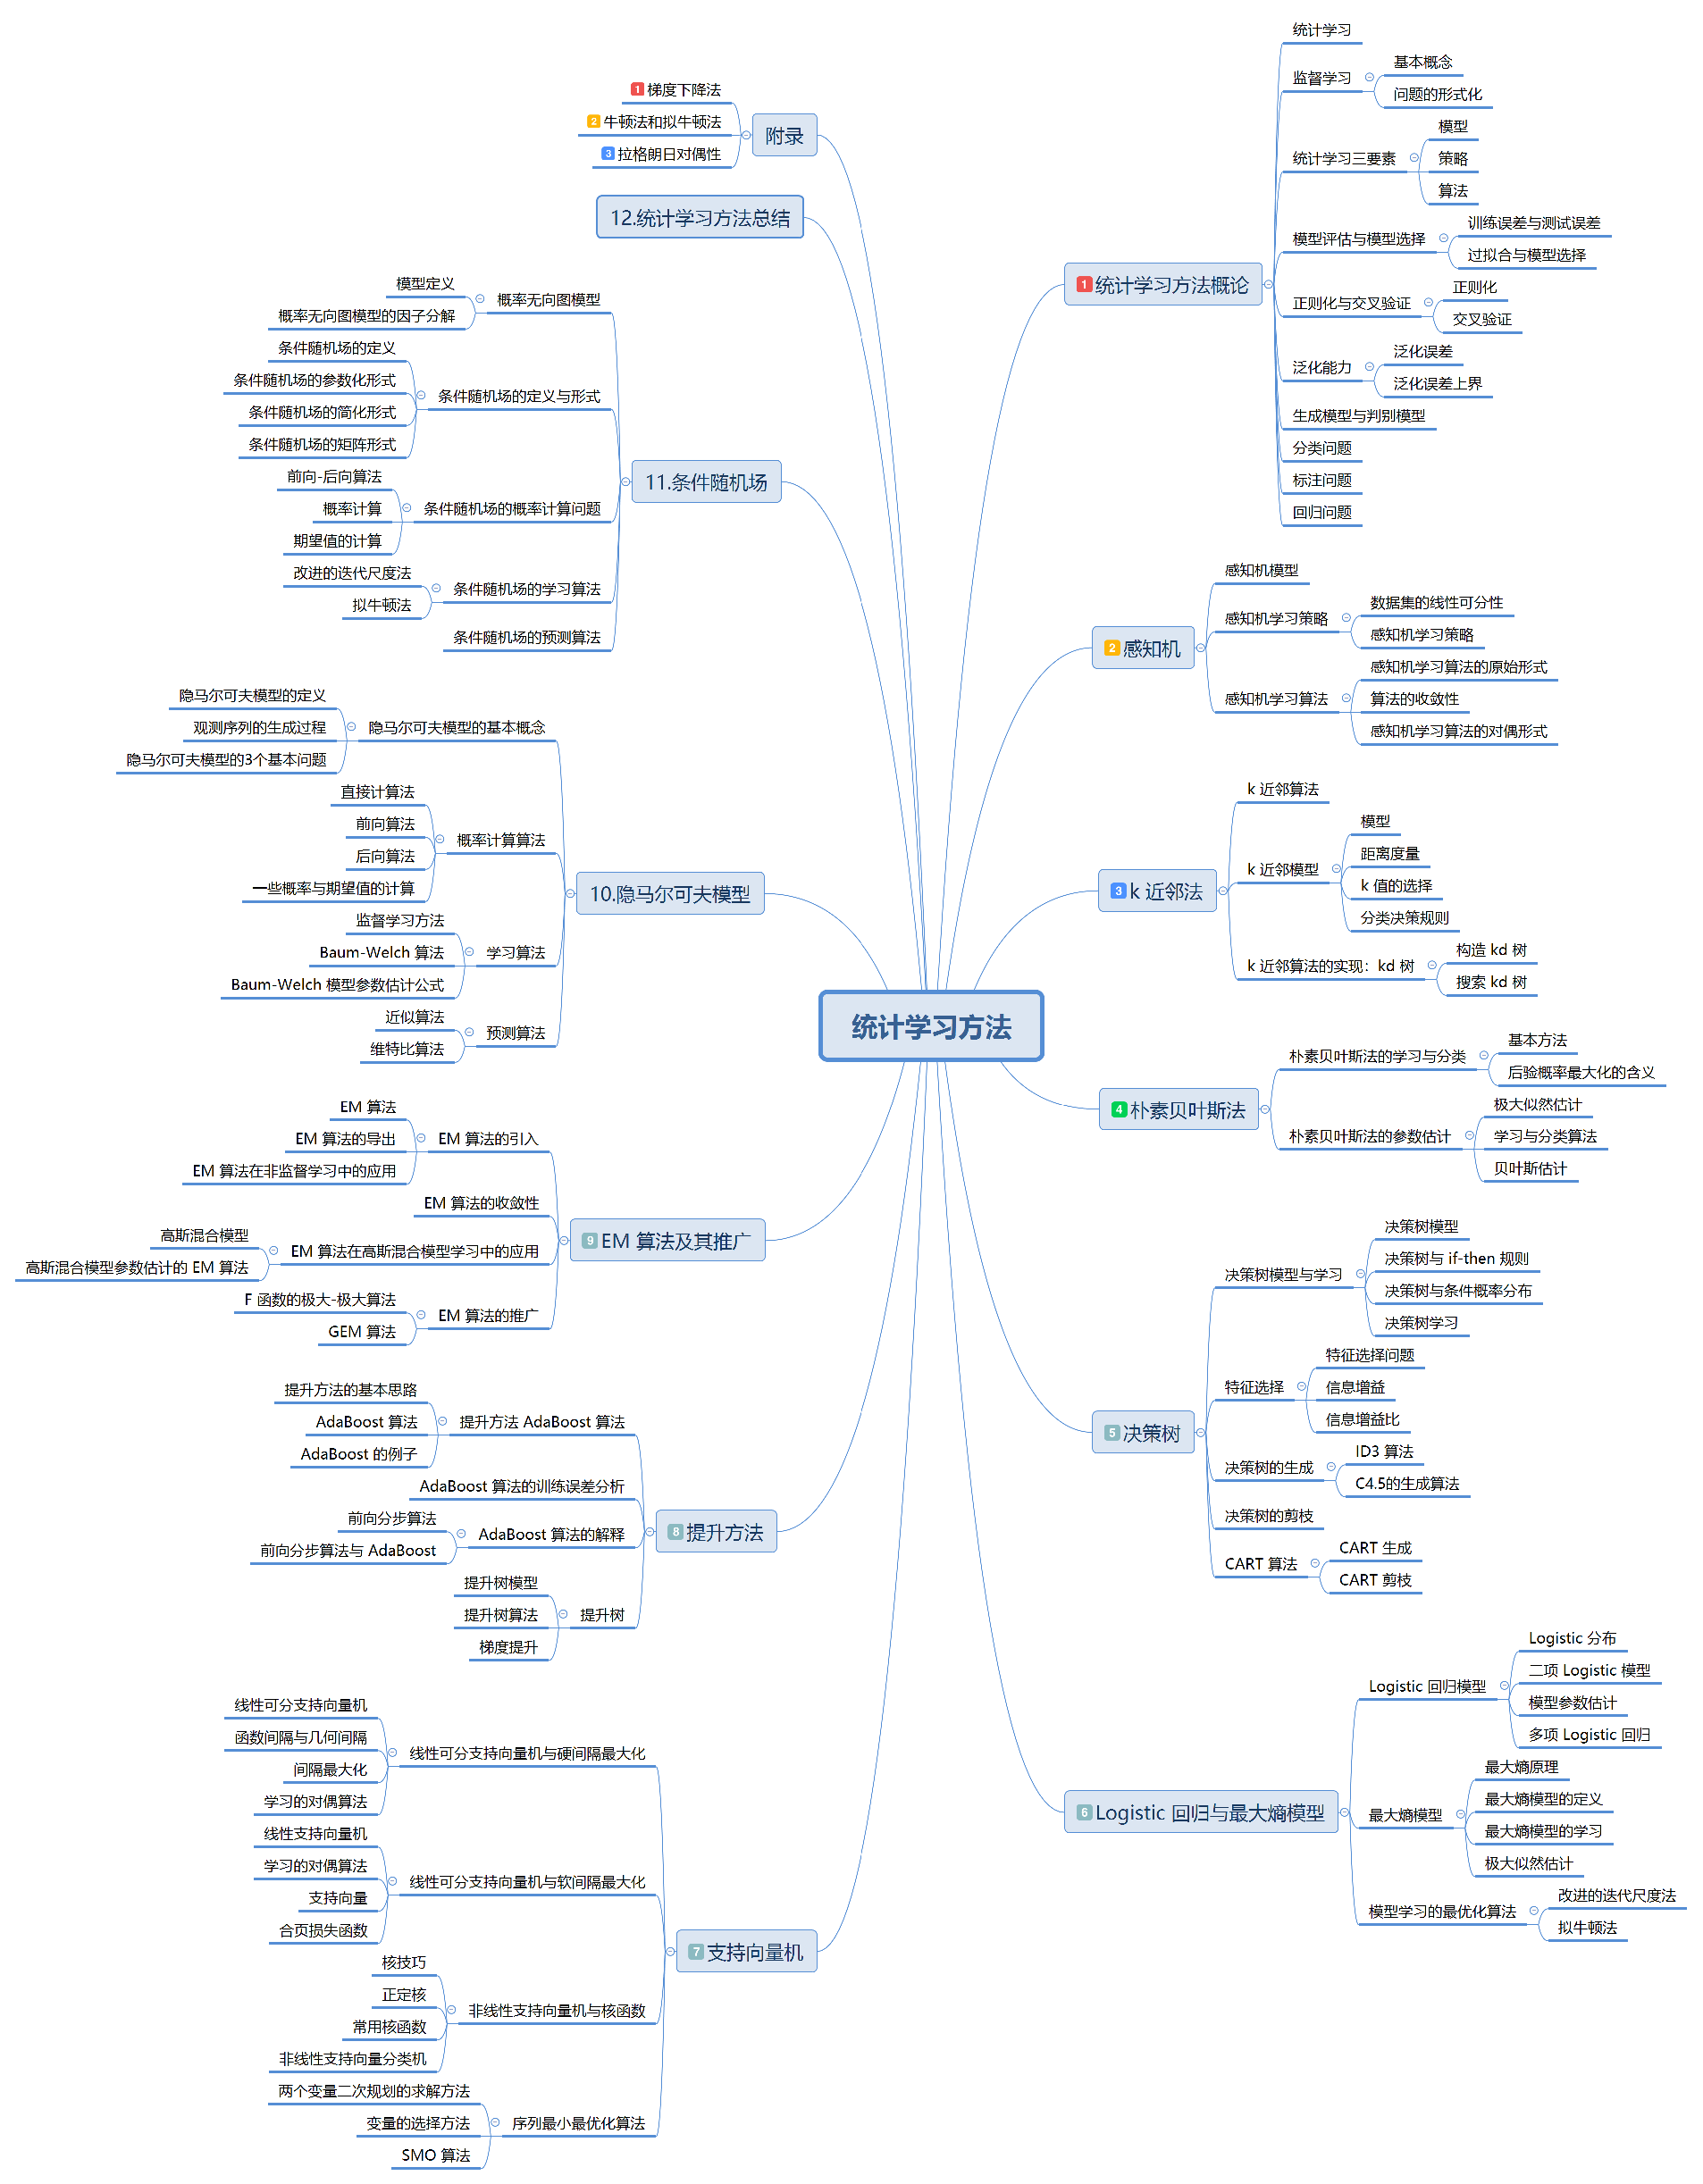 统计学习方法
1 统计学习方法概论
统计学习
监督学习
基本概念
问题的形式化
统计学习三要素
模型
策略
算法
模型评估与模型选择
训练误差与测试误差
过拟合与模型选择
正则化与交叉验证
正则化
交叉验证
泛化能力
泛化误差
泛化误差上界
生成模型与判别模型
分类问题
标注问题
回归问题
2 感知机
感知机模型
感知机学习策略
数据集的线性可分性
感知机学习策略
感知机学习算法
感知机学习算法的原始形式
算法的收敛性
感知机学习算法的对偶形式
3 k 近邻法
k 近邻算法
k 近邻模型
模型
距离度量
k 值的选择
分类决策规则
k 近邻算法的实现：kd 树
构造 kd 树
搜索 kd 树
4 朴素贝叶斯法
朴素贝叶斯法的学习与分类
基本方法
后验概率最大化的含义
朴素贝叶斯法的参数估计
极大似然估计
学习与分类算法
贝叶斯估计
5 决策树
决策树模型与学习
决策树模型
决策树与 if-then 规则
决策树与条件概率分布
决策树学习
特征选择
特征选择问题
信息增益
信息增益比
决策树的生成
ID3 算法
C4.5的生成算法
决策树的剪枝
CART 算法
CART 生成
CART 剪枝
6 Logistic 回归与最大熵模型
Logistic 回归模型
Logistic 分布
二项 Logistic 模型
模型参数估计
多项 Logistic 回归
最大熵模型
最大熵原理
最大熵模型的定义
最大熵模型的学习
极大似然估计
模型学习的最优化算法
改进的迭代尺度法
拟牛顿法
7 支持向量机
线性可分支持向量机与硬间隔最大化
线性可分支持向量机
函数间隔与几何间隔
间隔最大化
学习的对偶算法
线性可分支持向量机与软间隔最大化
线性支持向量机
学习的对偶算法
支持向量
合页损失函数
非线性支持向量机与核函数
核技巧
正定核
常用核函数
非线性支持向量分类机
序列最小最优化算法
两个变量二次规划的求解方法
变量的选择方法
SMO 算法
8 提升方法
提升方法 AdaBoost 算法
提升方法的基本思路
AdaBoost 算法
AdaBoost 的例子
AdaBoost 算法的训练误差分析
AdaBoost 算法的解释
前向分步算法
前向分步算法与 AdaBoost
提升树
提升树模型
提升树算法
梯度提升
9 EM 算法及其推广
EM 算法的引入
EM 算法
EM 算法的导出
EM 算法在非监督学习中的应用
EM 算法的收敛性
EM 算法在高斯混合模型学习中的应用
高斯混合模型
高斯混合模型参数估计的 EM 算法
EM 算法的推广
F 函数的极大-极大算法
GEM 算法
10.隐马尔可夫模型
隐马尔可夫模型的基本概念
隐马尔可夫模型的定义
观测序列的生成过程
隐马尔可夫模型的3个基本问题
概率计算算法
直接计算法
前向算法
后向算法
一些概率与期望值的计算
学习算法
监督学习方法
Baum-Welch 算法
Baum-Welch 模型参数估计公式
预测算法
近似算法
维特比算法
11.条件随机场
概率无向图模型
模型定义
概率无向图模型的因子分解
条件随机场的定义与形式
条件随机场的定义
条件随机场的参数化形式
条件随机场的简化形式
条件随机场的矩阵形式
条件随机场的概率计算问题
前向-后向算法
概率计算
期望值的计算
条件随机场的学习算法
改进的迭代尺度法
拟牛顿法
条件随机场的预测算法
12.统计学习方法总结
附录
1 梯度下降法
2 牛顿法和拟牛顿法
3 拉格朗日对偶性